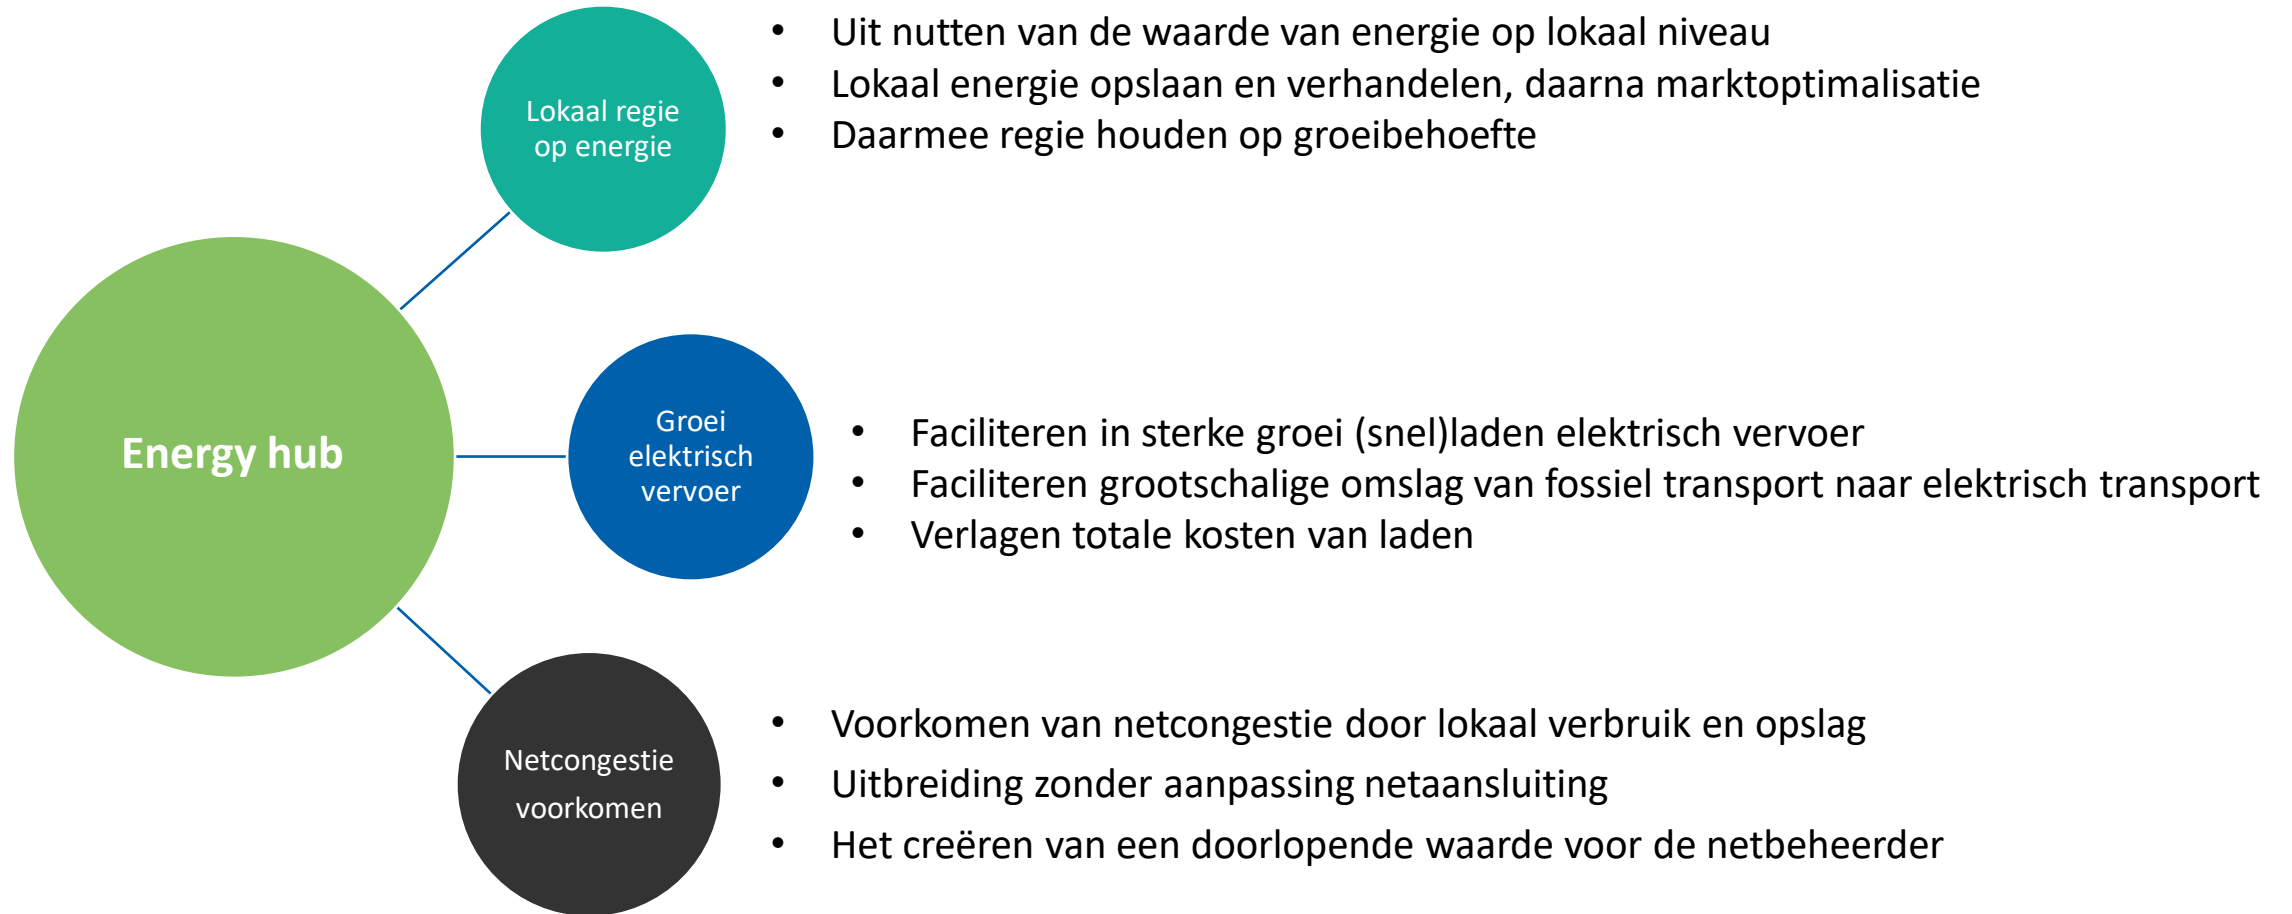 Energy hub
Lokaal regie
op energie
• Uit nutten van de waarde van energie op lokaal niveau
• Lokaal energie opslaan en verhandelen, daarna marktoptimalisatie
• Daarmee regie houden op groeibehoefte
Groei
elektrisch
vervoer
• Faciliteren in sterke groei (snel)laden elektrisch vervoer
• Faciliteren grootschalige omslag van fossiel transport naar elektrisch transport
• Verlagen totale kosten van laden
Netcongestie
voorkomen
• Voorkomen van netcongestie door lokaal verbruik en opslag
• Uitbreiding zonder aanpassing netaansluiting
• Het creëren van een doorlopende waarde voor de netbeheerder